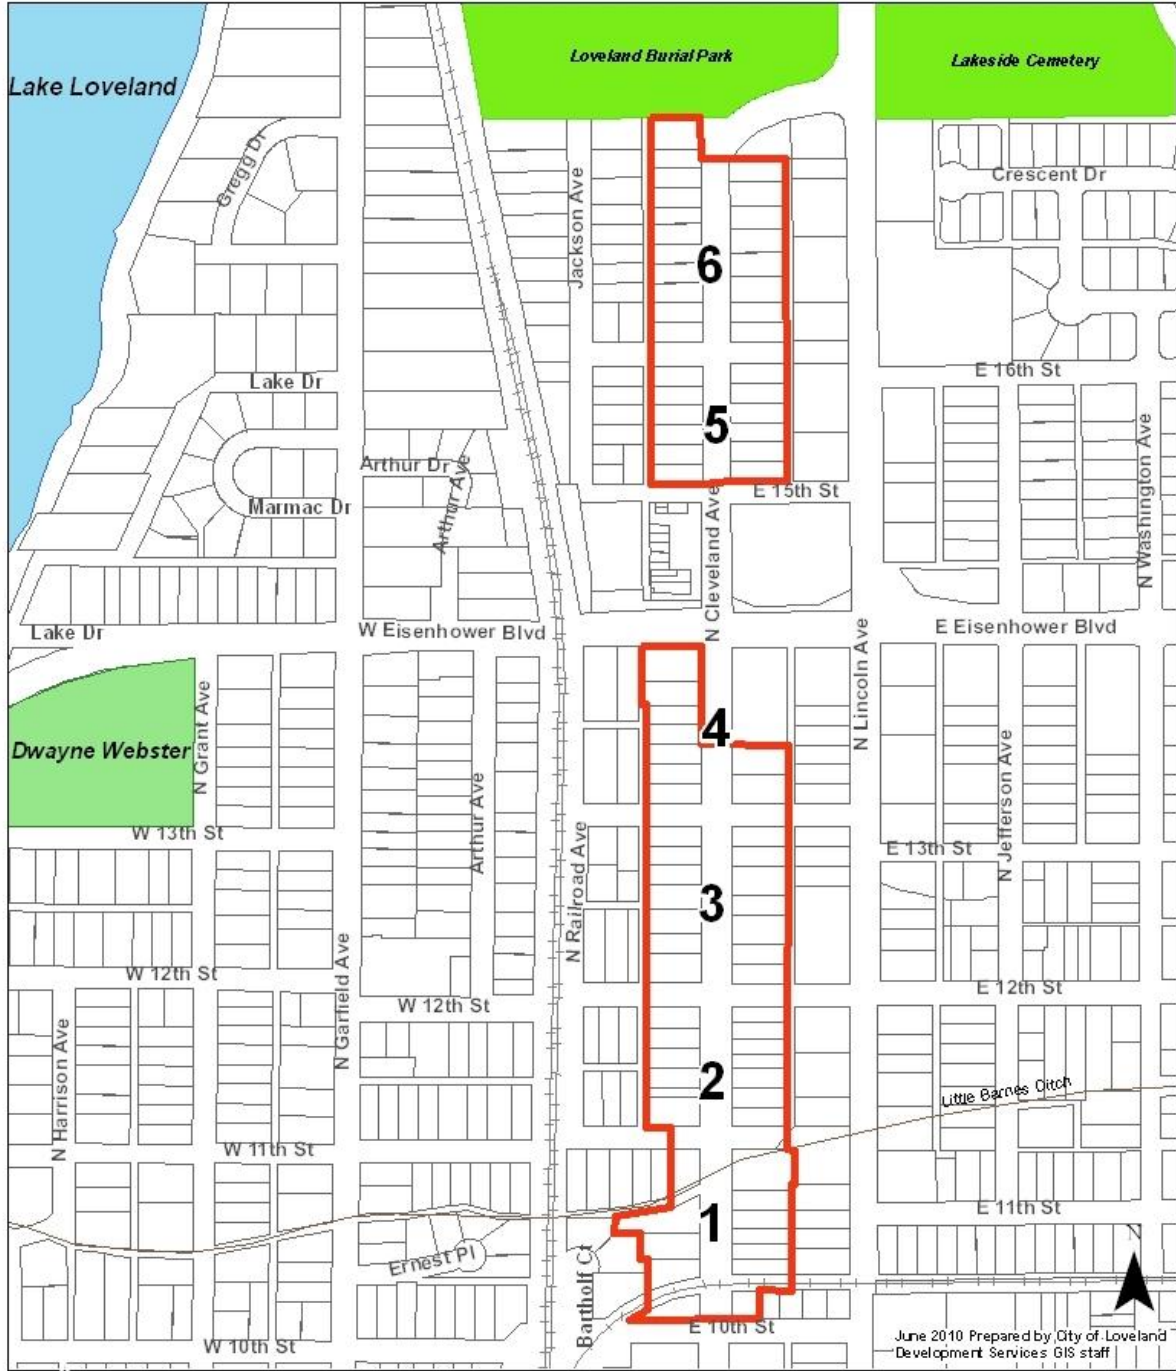 Loveland Burial Park
Lakeside Cemetery
Lake Loveland
Gregg Dr
Crescent Dr
Jackson Ave
6
E 16th St
Lake Dr
5
Arthur Dr
Arthur Ave
E 15th St
Marmac Dr
N Washington Ave
N Cleveland Ave
Lake Dr
W Eisenhower Blvd
E Eisenhower Blvd
N Lincoln Ave
4
Dwayne Webster
N Grant Ave
N Jefferson Ave
W 13th St
Arthur Ave
N Railroad Ave
E 13th St
3
W 12th St
N Garfield Ave
W 12th St
E 12th St
N Harrison Ave
2
Little Barnes Ditch
W 11th St
E 11th St
1
Ernest Pl
Bartholf Ct
N
E 10th St
W 10th St
June 2010 Prepared by City of Loveland
Development Services GIS staff